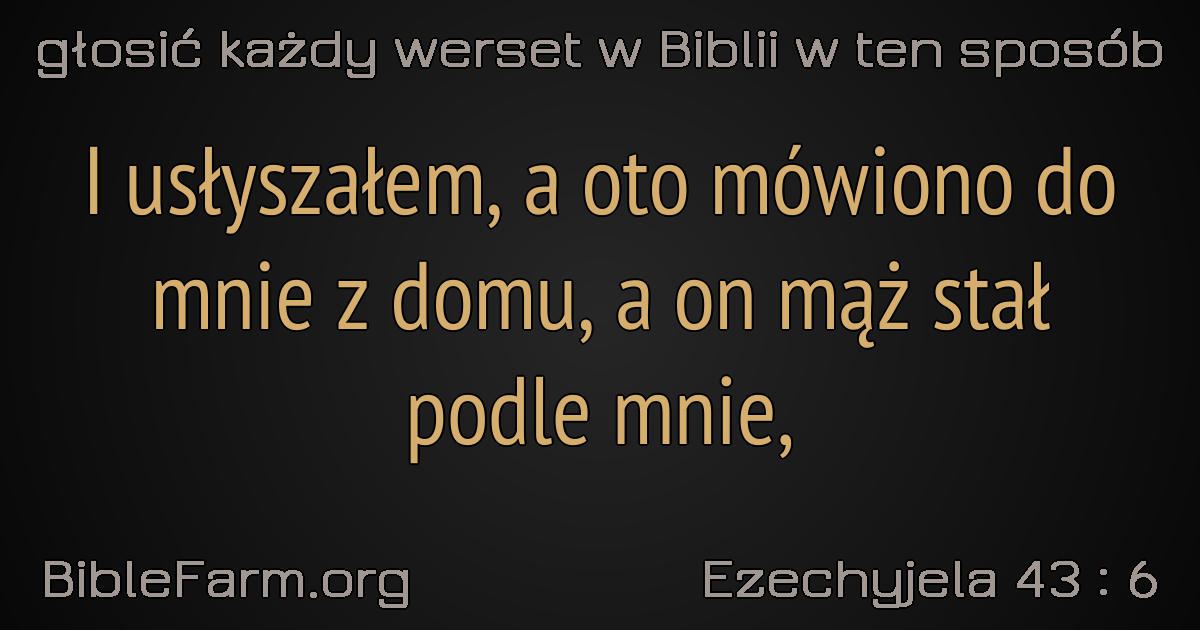 głosić każdy werset w Biblii w ten sposób
I usłyszałem, a oto mówiono do
mnie z domu, a on mąż stał
podle mnie,
BibleFarm.org
Ezechyjela 43 : 6